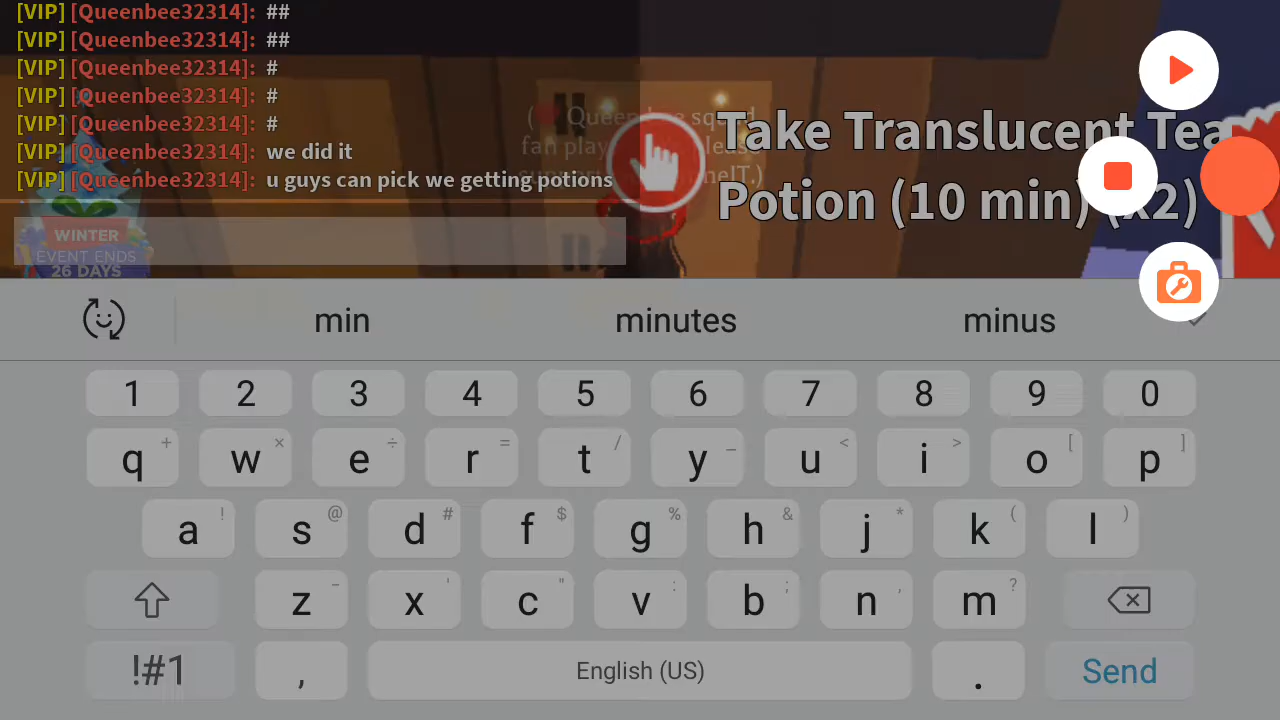 [VIP] [Queenbee32314]: ##
[VIP] [Queenbee32314]: ##
[VIP] [Queenbee32314]: #
[VIP] [Queenbee32314]: #
[VIP] [Queenbee32314]: #
[VIP] [Queenbee32314]: we did it
[VIP] [Queenbee32314]: u guys can pick we getting potions
squad
fan
Take Translucent Tea
Potion (10 min) (x2)
WINTER
EVENT ENDS
26 DAYS
min minutes minus
1 2 3 4 5 6 7 8 9 0
q + w × e ÷ r = t / y _ u < i > o [ p ]
a ! s @ d # f $ g % h & j * k ( l )
z - x ' c " v : b ; n , m ?
!#1 , English (US) . Send